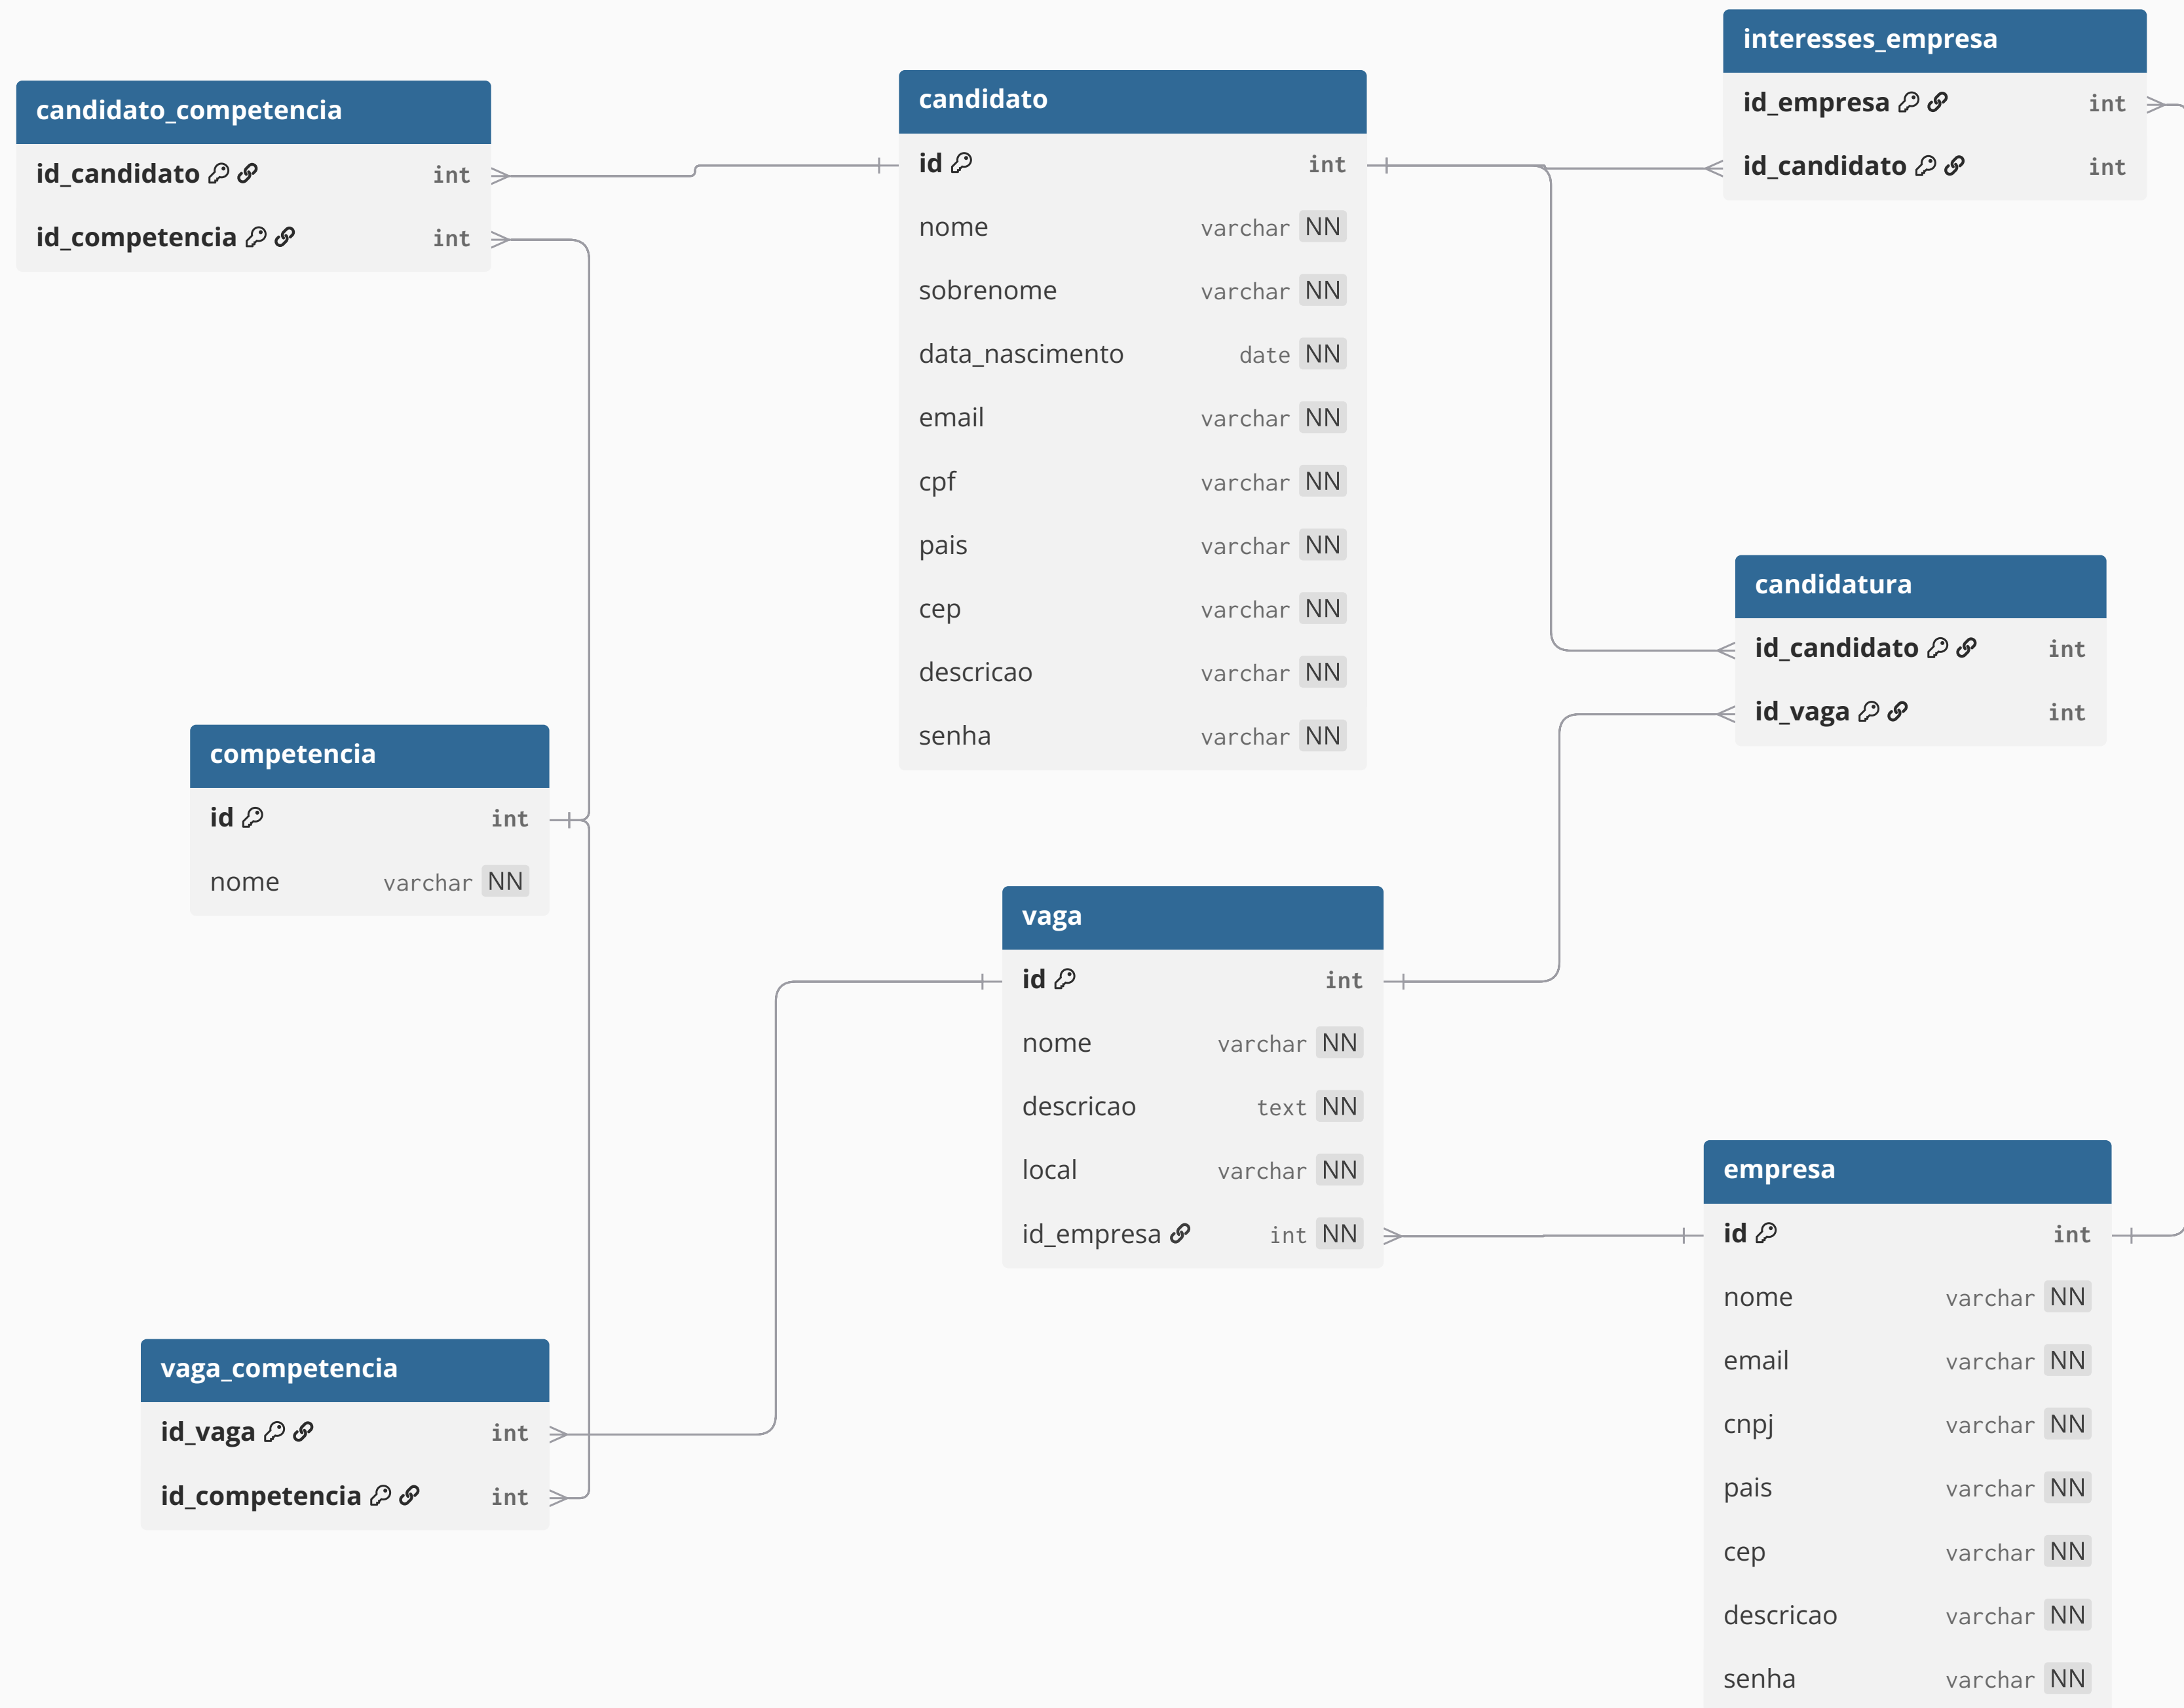 candidato_competencia
id_candidato int
id_competencia int
candidato
id int
nome varchar NN
sobrenome varchar NN
data_nascimento date NN
email varchar NN
cpf varchar NN
pais varchar NN
cep varchar NN
descricao varchar NN
senha varchar NN
interesses_empresa
id_empresa int
id_candidato int
candidatura
id_candidato int
id_vaga int
competencia
id int
nome varchar NN
vaga
id int
nome varchar NN
descricao text NN
local varchar NN
id_empresa int NN
empresa
id int
nome varchar NN
email varchar NN
cnpj varchar NN
pais varchar NN
cep varchar NN
descricao varchar NN
senha varchar NN
vaga_competencia
id_vaga int
id_competencia int